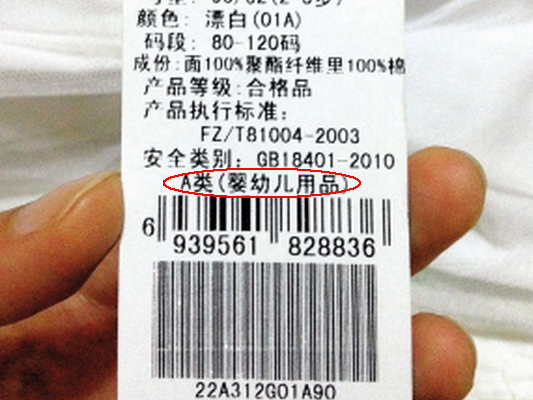 颜色: 漂白(01A)
码段: 80-120码
成份:面100%聚酯纤维里100%棉
产品等级:合格品
产品执行标准:
FZ/T81004-2003
安全类别: GB18401-2010
A类(婴幼儿用品)
6 939561 828836
22A312G01A90